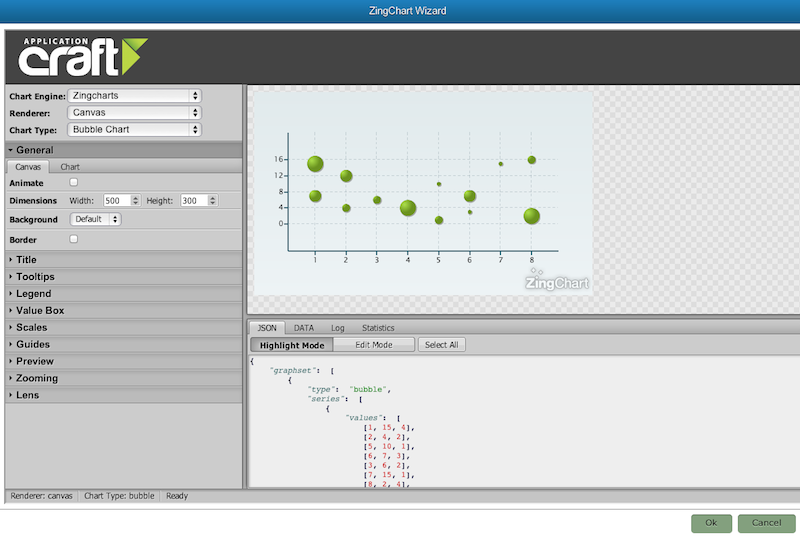 ZingChart Wizard
APPLICATION
craft
Chart Engine: Zingcharts
Renderer: Canvas
Chart Type: Bubble Chart
General
Canvas Chart
Animate
Dimensions Width: 500 Height: 300
Background Default
Border
Title
Tooltips
Legend
Value Box
Scales
Guides
Preview
Zooming
Lens
16
12
8
4
0
1 2 3 4 5 6 7 8
ZingChart
JSON DATA Log Statistics
Highlight Mode Edit Mode Select All
{
"graphset": [
{
"type": "bubble",
"series": [
{
"values": [
[1, 15, 4],
[2, 4, 2],
[5, 10, 1],
[6, 7, 3],
[3, 6, 2],
[7, 15, 1],
[8, 2, 4],
Renderer: canvas Chart Type: bubble Ready
Ok Cancel